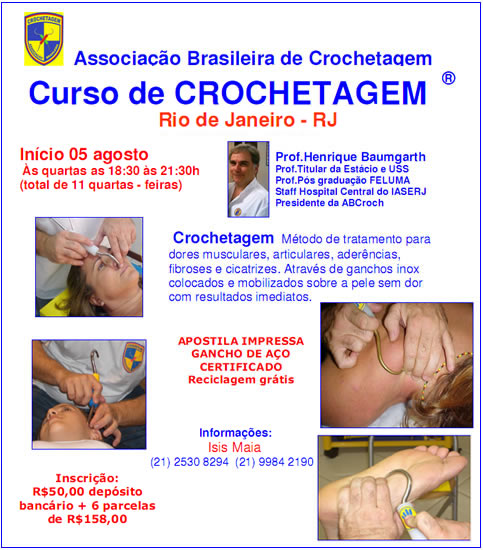 CROCHETAGEM
Associação Brasileira de Crochetagem
Curso de CROCHETAGEM ®
Rio de Janeiro - RJ
Início 05 agosto
Às quartas as 18:30 às 21:30h
(total de 11 quartas - feiras)
Prof.Henrique Baumgarth
Prof.Titular da Estácio e USS
Prof.Pós graduação FELUMA
Staff Hospital Central do IASERJ
Presidente da ABCroch
Crochetagem Método de tratamento para
dores musculares, articulares, aderências,
fibroses e cicatrizes. Através de ganchos inox
colocados e mobilizados sobre a pele sem dor
com resultados imediatos.
APOSTILA IMPRESSA
GANCHO DE AÇO
CERTIFICADO
Reciclagem grátis
Informações:
Isis Maia
(21) 2530 8294 (21) 9984 2190
Inscrição:
R$50,00 depósito
bancário + 6 parcelas
de R$158,00